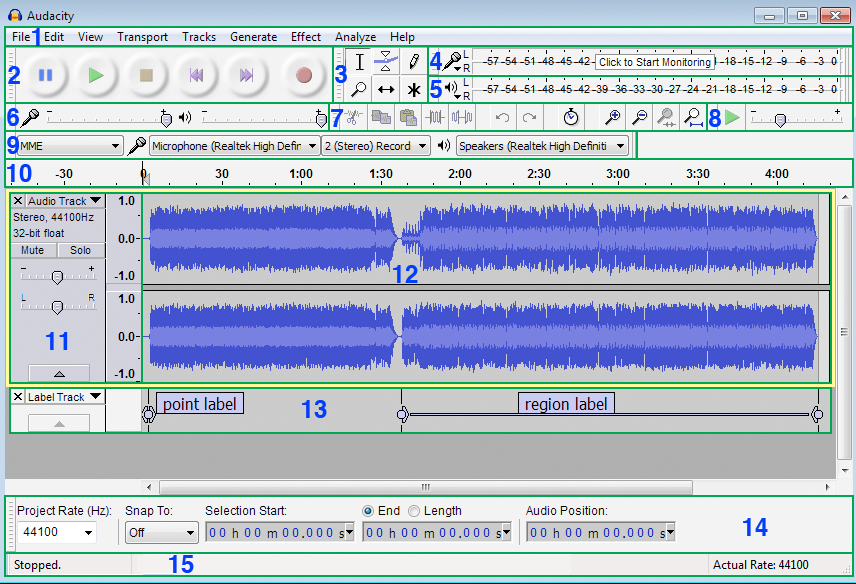 Audacity
File 1 Edit View Transport Tracks Generate Effect Analyze Help
2 3 4 L R -57 -54 -51 -48 -45 -42 Click to Start Monitoring -18 -15 -12 -9 -6 -3 0
5 L R -57 -54 -51 -48 -45 -42 -39 -36 -33 -30 -27 -24 -21 -18 -15 -12 -9 -6 -3 0
6 - + - + 7 8 - +
9 MME Microphone (Realtek High Defin 2 (Stereo) Record Speakers (Realtek High Definiti
10 -30 0 30 1:00 1:30 2:00 2:30 3:00 3:30 4:00
Audio Track 1.0
Stereo, 44100Hz
32-bit float 0.0
Mute Solo
- + -1.0 12
L R 1.0
11 0.0
-1.0
Label Track point label 13 region label
Project Rate (Hz): Snap To: Selection Start: End Length Audio Position:
44100 Off 00 h 00 m 00.000 s 00 h 00 m 00.000 s 00 h 00 m 00.000 s 14
Stopped. 15 Actual Rate: 44100